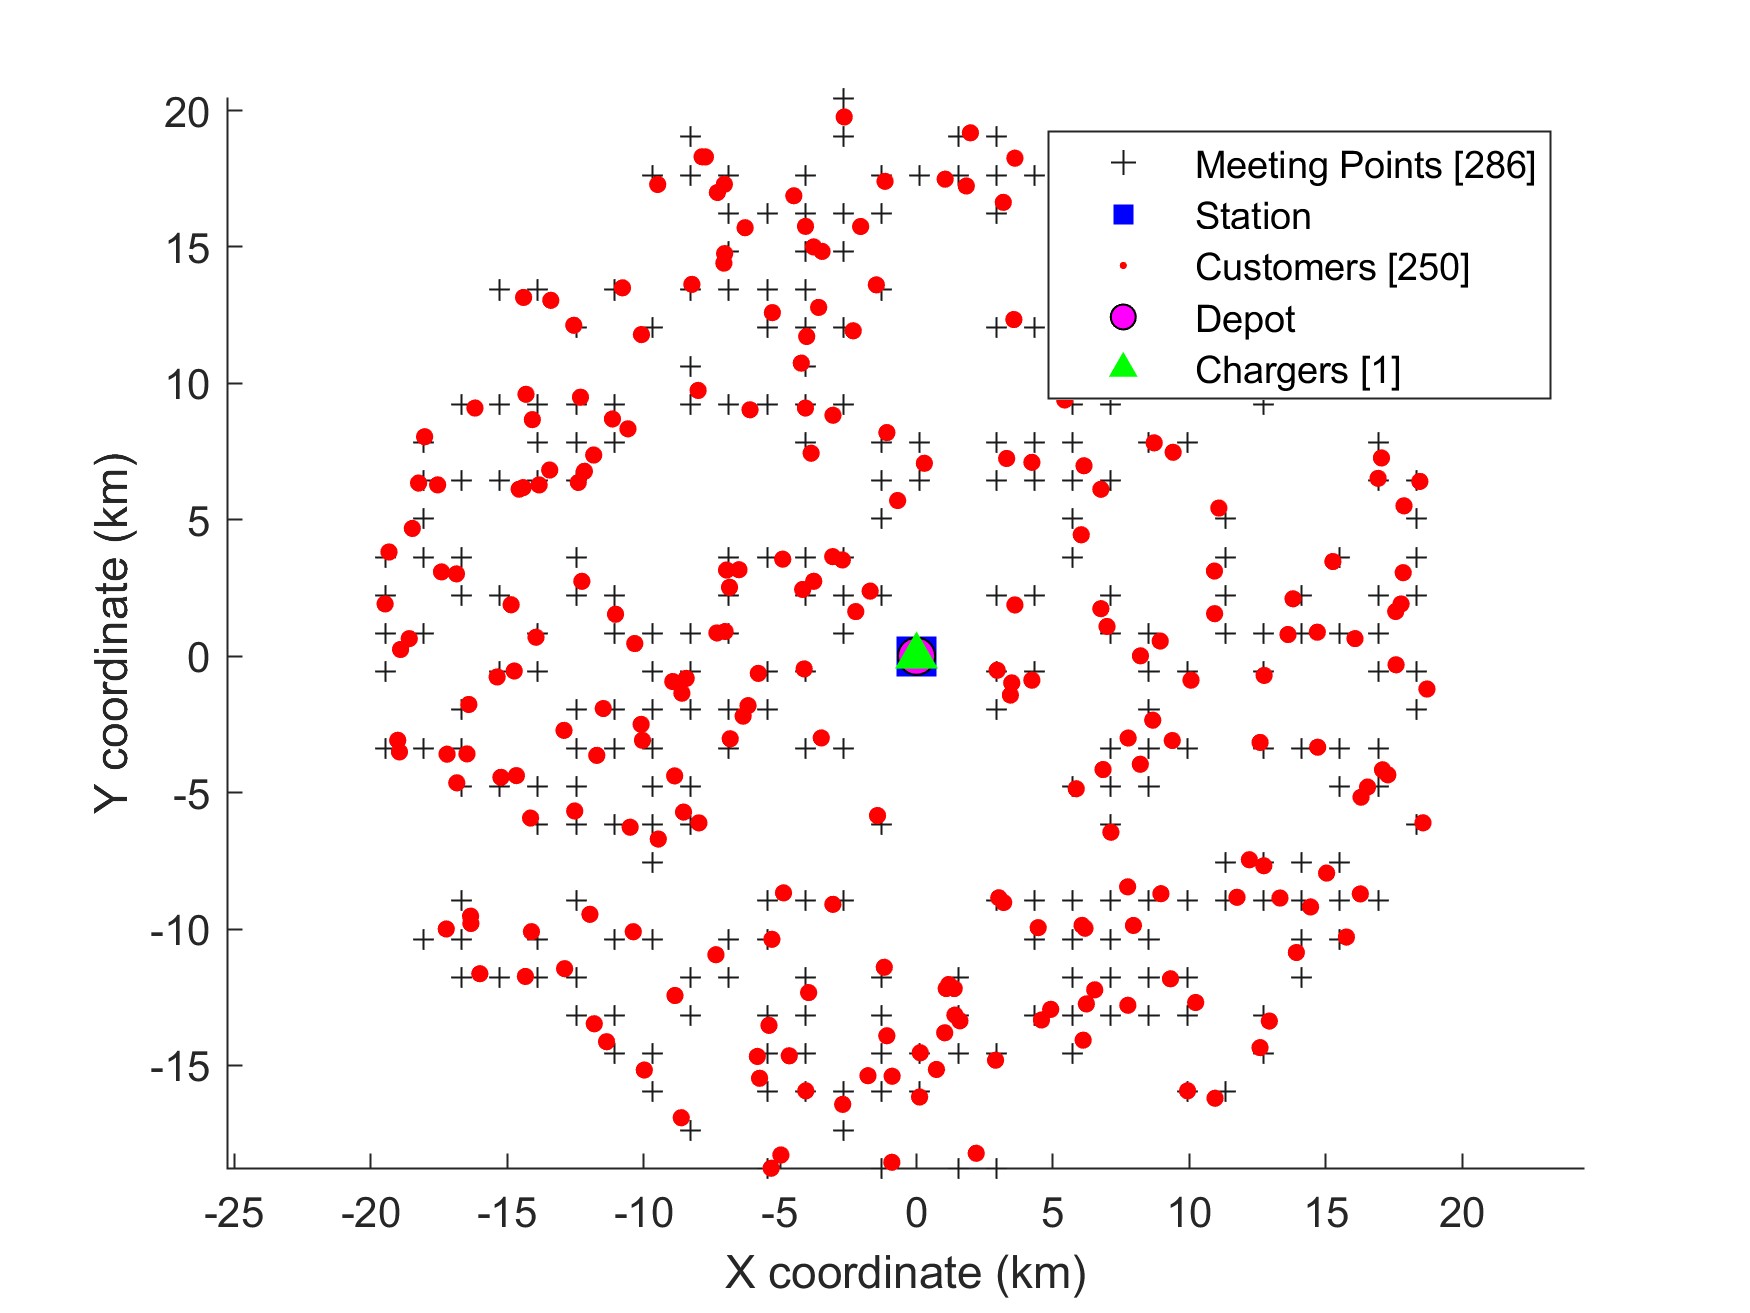 20
15
10
5
0
-5
-10
-15
Y coordinate (km)
Meeting Points [286]
Station
Customers [250]
Depot
Chargers [1]
-25 -20 -15 -10 -5 0 5 10 15 20
X coordinate (km)